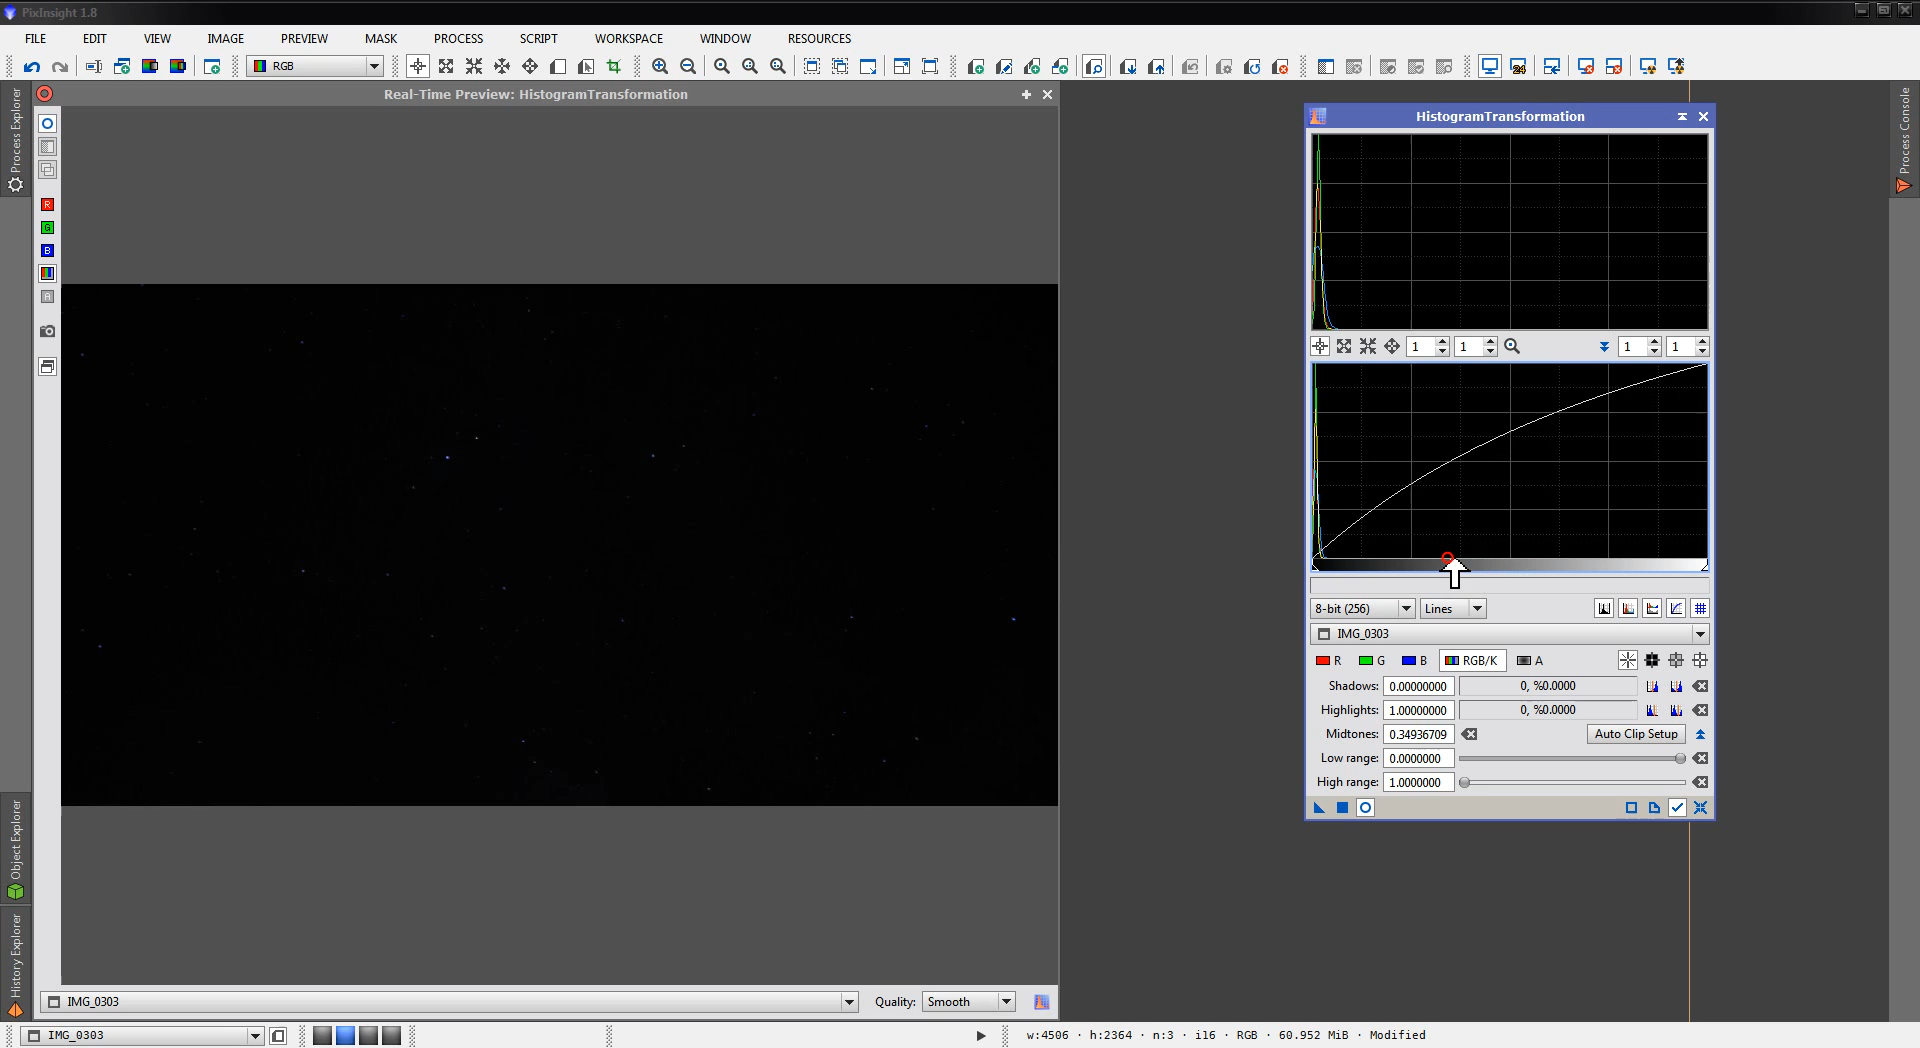 PixInsight 1.8
FILE EDIT VIEW IMAGE PREVIEW MASK PROCESS SCRIPT WORKSPACE WINDOW RESOURCES
RGB
24
Process Explorer
Real-Time Preview: HistogramTransformation
R
G
B
A
Object Explorer
History Explorer
IMG_0303
Quality: Smooth
HistogramTransformation
1 1 1 1
8-bit (256) Lines
IMG_0303
R G B RGB/K A
Shadows: 0.00000000 0, %0.0000
Highlights: 1.00000000 0, %0.0000
Midtones: 0.34936709 Auto Clip Setup
Low range: 0.0000000
High range: 1.0000000
Process Console
IMG_0303
w:4506 · h:2364 · n:3 · i16 · RGB · 60.952 MiB · Modified